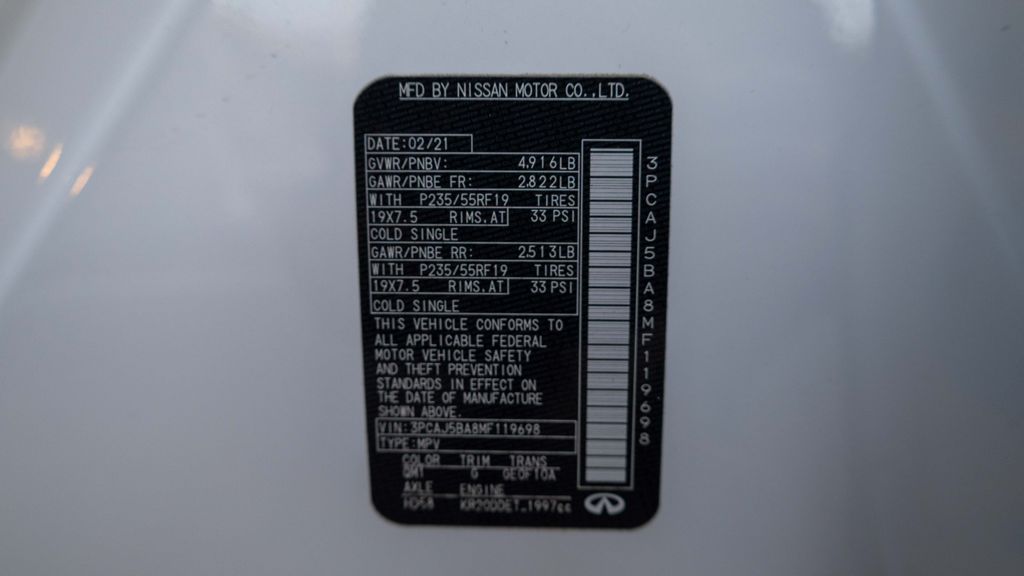 MFD BY NISSAN MOTOR CO.,LTD.
DATE:02/21
GVWR/PNBV: 4,916LB
GAWR/PNBE FR: 2,822LB
WITH P235/55RF19 TIRES
19X7.5 RIMS.AT 33 PSI
COLD SINGLE
GAWR/PNBE RR: 2,513LB
WITH P235/55RF19 TIRES
19X7.5 RIMS.AT 33 PSI
COLD SINGLE
THIS VEHICLE CONFORMS TO
ALL APPLICABLE FEDERAL
MOTOR VEHICLE SAFETY
AND THEFT PREVENTION
STANDARDS IN EFFECT ON
THE DATE OF MANUFACTURE
SHOWN ABOVE.
VIN:3PCAJ5BA8MF119698
TYPE:MPV
COLOR TRIM TRANS
G
AXLE ENGINE
KR20DDET.1997cc
3PCAJ5BA8MF119698